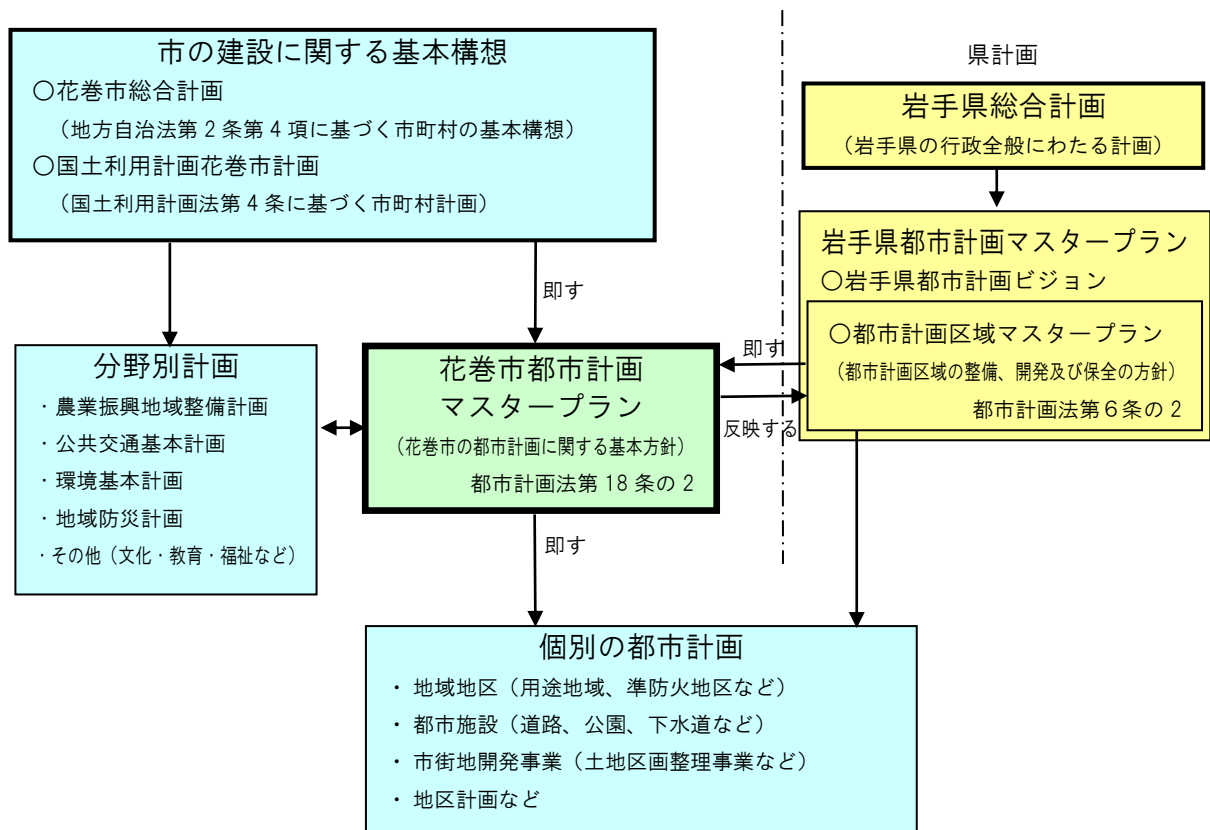 市の建設に関する基本構想
○花巻市総合計画
（地方自治法第2条第4項に基づく市町村の基本構想）
○国土利用計画花巻市計画
（国土利用計画法第4条に基づく市町村計画）
県計画
岩手県総合計画
（岩手県の行政全般にわたる計画）
岩手県都市計画マスタープラン
○岩手県都市計画ビジョン
○都市計画区域マスタープラン
（都市計画区域の整備、開発及び保全の方針）
都市計画法第６条の2
即す
即す
反映する
分野別計画
・農業振興地域整備計画
・公共交通基本計画
・環境基本計画
・地域防災計画
・その他（文化・教育・福祉など）
花巻市都市計画
マスタープラン
（花巻市の都市計画に関する基本方針）
都市計画法第18条の2
即す
個別の都市計画
・ 地域地区（用途地域、準防火地区など）
・ 都市施設（道路、公園、下水道など）
・ 市街地開発事業（土地区画整理事業など）
・ 地区計画など